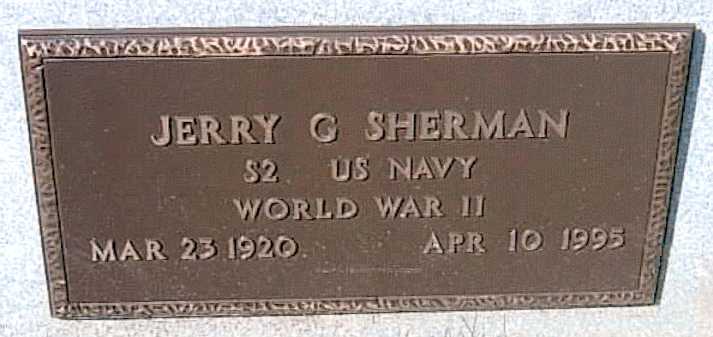 JERRY G SHERMAN
S2 US NAVY
WORLD WAR II
MAR 23 1920 APR 10 1995